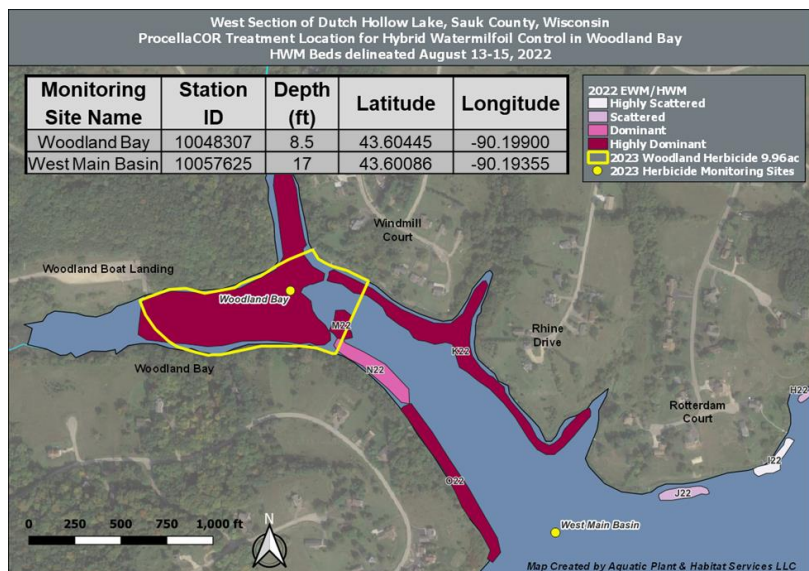 West Section of Dutch Hollow Lake, Sauk County, Wisconsin
ProcellaCOR Treatment Location for Hybrid Watermilfoil Control in Woodland Bay
HWM Beds delineated August 13-15, 2022
Monitoring Site Name Station ID Depth (ft) Latitude Longitude
Woodland Bay 10048307 8.5 43.60445 -90.19900
West Main Basin 10057625 17 43.60086 -90.19355
2022 EWM/HWM
Highly Scattered
Scattered
Dominant
Highly Dominant
2023 Woodland Herbicide 9.96ac
2023 Herbicide Monitoring Sites
Windmill
Court
Woodland Boat Landing
Woodland Bay
M22
Rhine
Drive
K22
Woodland Bay
N22
H22
Rotterdam
Court
I22
O22
J22
West Main Basin
0 250 500 750 1,000 ft
N
Map Created by Aquatic Plant & Habitat Services LLC